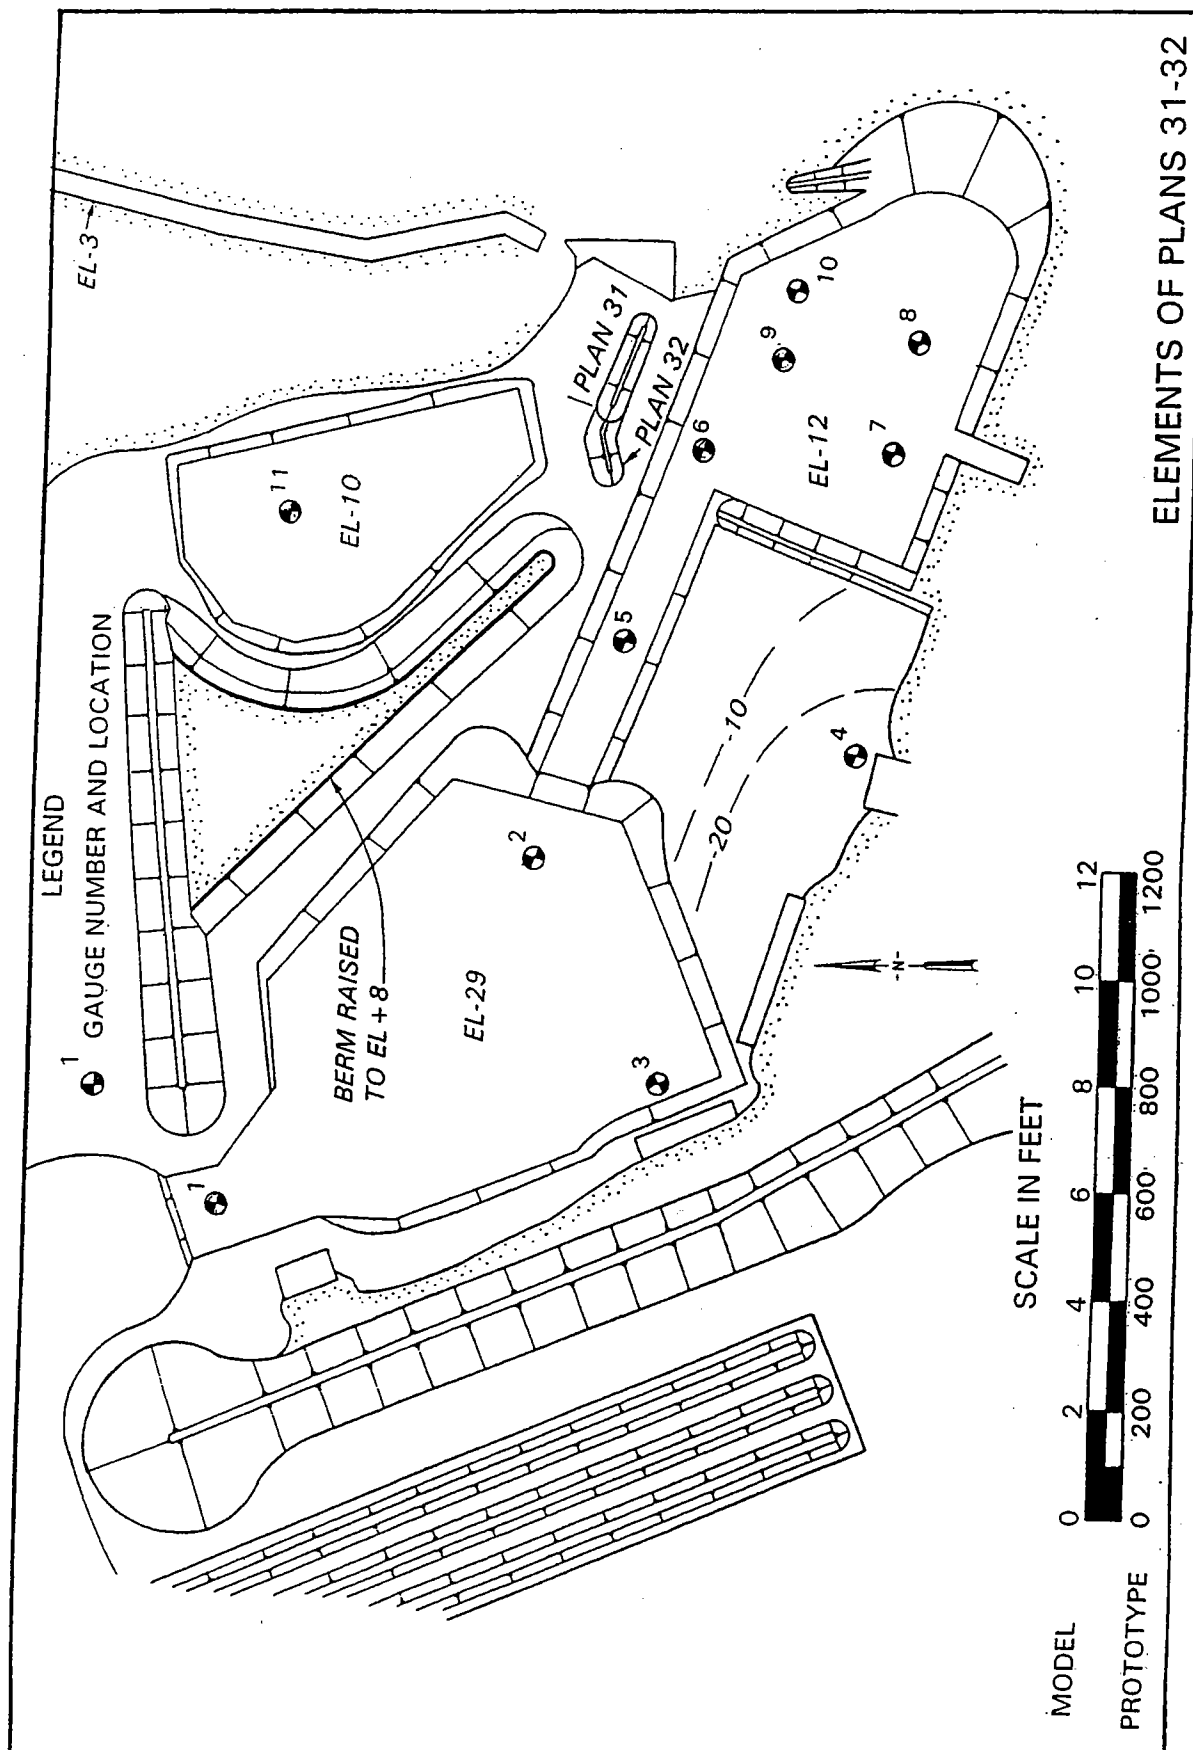 LEGEND
1 GAUGE NUMBER AND LOCATION
EL-3
11
EL-10
PLAN 31
PLAN 32
BERM RAISED
TO EL +8
EL-29
EL-12
1
2
3
4
5
6
7
8
9
10
-10
-20
-N-
SCALE IN FEET
MODEL 0 2 4 6 8 10 12
PROTOTYPE 0 200 400 600 800 1000 1200
ELEMENTS OF PLANS 31-32